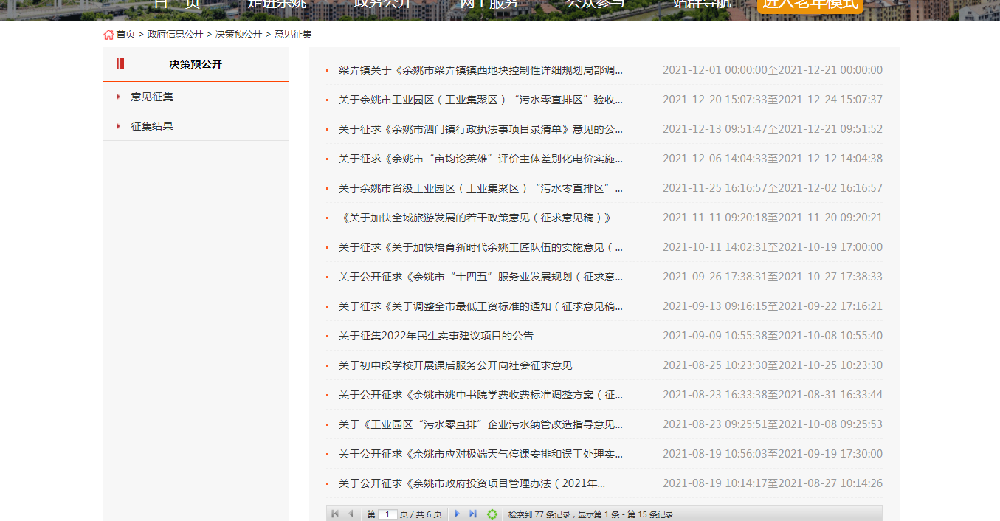 首 页 走进余姚 政务公开 网上服务 公众参与 站群导航 进入老年模式
首页 > 政府信息公开 > 决策预公开 > 意见征集
决策预公开
意见征集
征集结果
梁弄镇关于《余姚市梁弄镇镇西地块控制性详细规划局部调... 2021-12-01 00:00:00至2021-12-21 00:00:00
关于余姚市工业园区（工业集聚区）“污水零直排区”验收... 2021-12-20 15:07:33至2021-12-24 15:07:37
关于征求《余姚市泗门镇行政执法事项目录清单》意见的公... 2021-12-13 09:51:47至2021-12-21 09:51:52
关于征求《余姚市“亩均论英雄”评价主体差别化电价实施... 2021-12-06 14:04:33至2021-12-12 14:04:38
关于余姚市省级工业园区（工业集聚区）“污水零直排区”... 2021-11-25 16:16:57至2021-12-02 16:16:57
《关于加快全域旅游发展的若干政策意见（征求意见稿）》 2021-11-11 09:20:18至2021-11-20 09:20:21
关于征求《关于加快培育新时代余姚工匠队伍的实施意见（... 2021-10-11 14:02:31至2021-10-19 17:00:00
关于公开征求《余姚市“十四五”服务业发展规划（征求意... 2021-09-26 17:38:31至2021-10-27 17:38:33
关于征求《关于调整全市最低工资标准的通知（征求意见稿... 2021-09-13 09:16:15至2021-09-22 17:16:21
关于征集2022年民生实事建议项目的公告 2021-09-09 10:55:38至2021-10-08 10:55:40
关于初中段学校开展课后服务公开向社会征求意见 2021-08-25 10:23:30至2021-10-25 10:23:30
关于公开征求《余姚市姚中书院学费收费标准调整方案（征... 2021-08-23 16:33:38至2021-08-31 16:33:44
关于《工业园区“污水零直排”企业污水纳管改造指导意见... 2021-08-23 09:25:51至2021-10-08 09:25:53
关于公开征求《余姚市应对极端天气停课安排和误工处理实... 2021-08-19 10:56:03至2021-09-19 17:30:00
关于公开征求《余姚市政府投资项目管理办法（2021年... 2021-08-19 10:14:17至2021-08-27 10:14:26
第 1 页 / 共 6 页 检索到 77 条记录，显示第 1 条 - 第 15 条记录